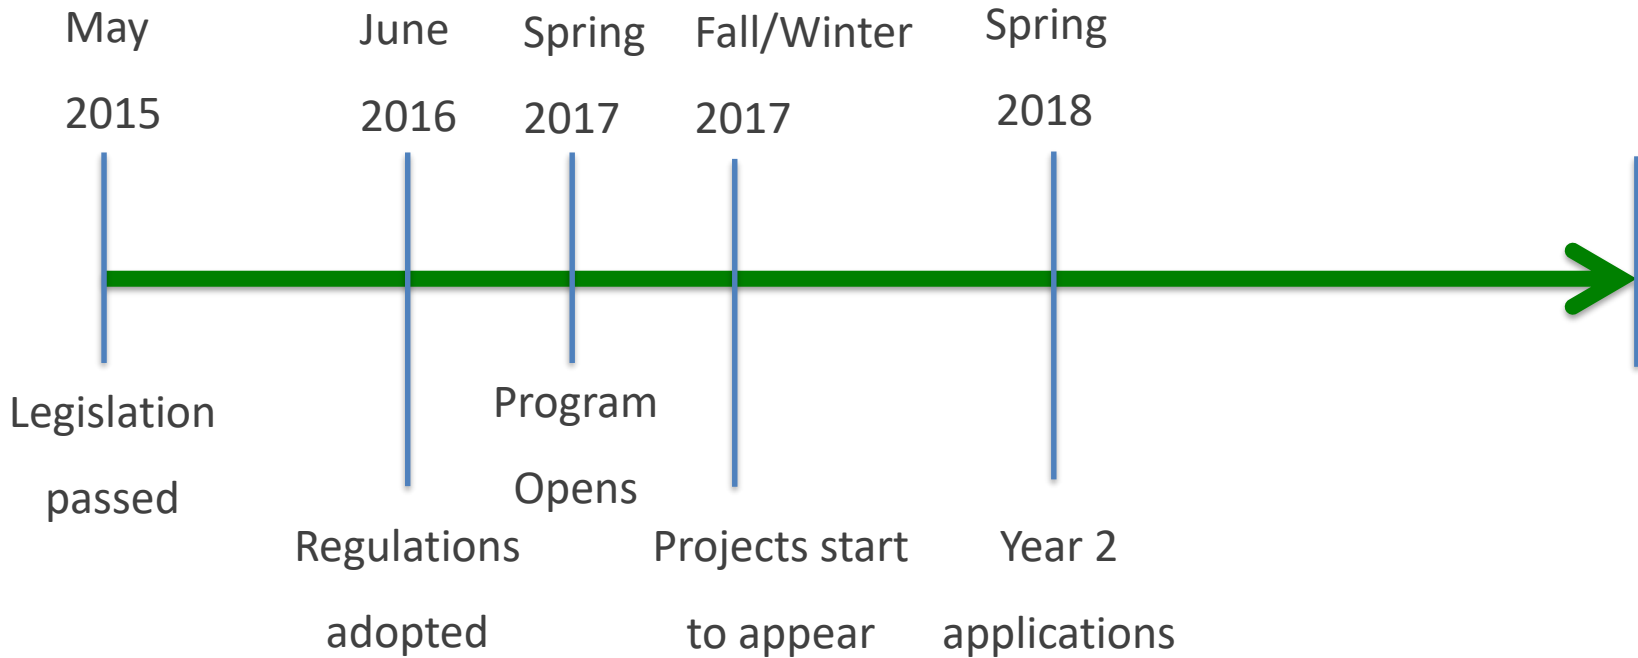 May
2015
June
2016
Spring
2017
Fall/Winter
2017
Spring
2018
Legislation
passed
Regulations
adopted
Program
Opens
Projects start
to appear
Year 2
applications